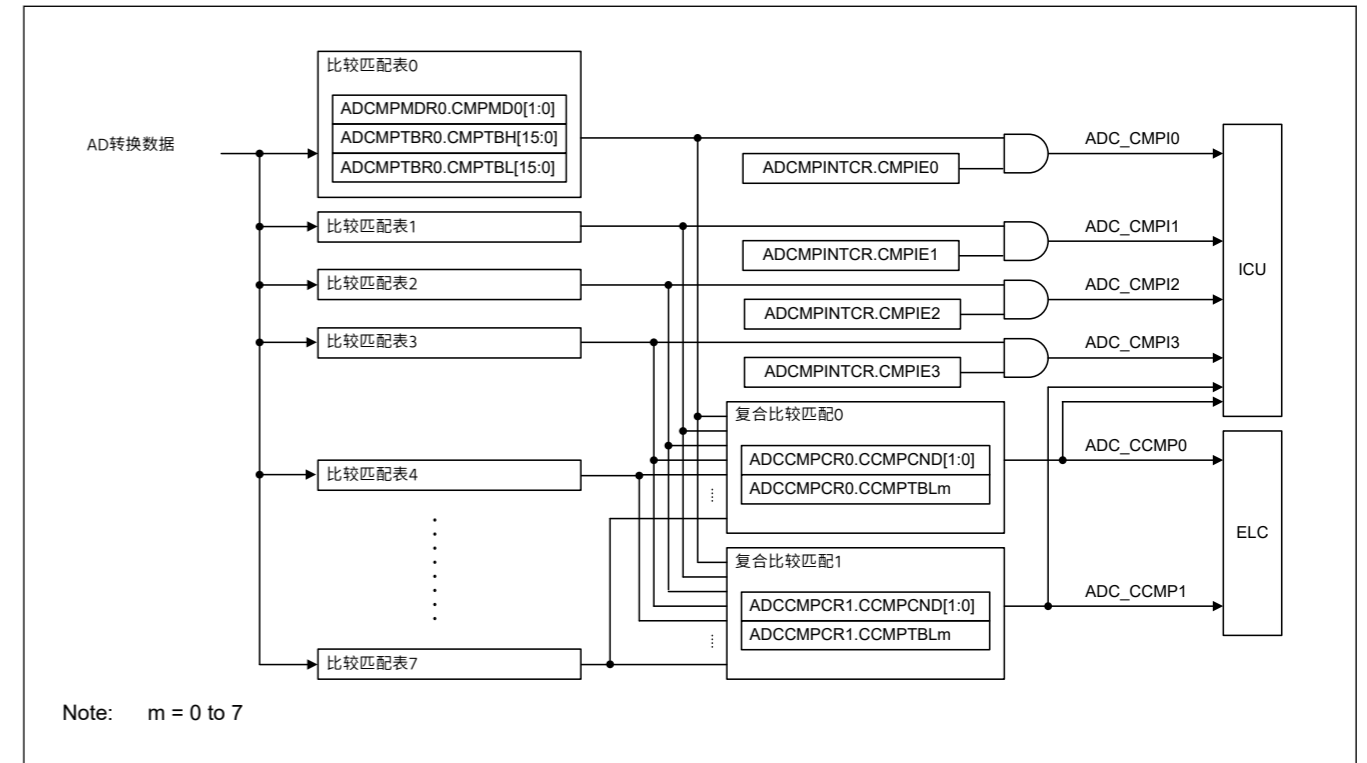 比较匹配表0
ADCMPMDR0.CMPMD0[1:0]
ADCMPTBR0.CMPTBH[15:0]
ADCMPTBR0.CMPTBL[15:0]
AD转换数据
ADCMPINTCR.CMPIE0
ADC_CMPI0
比较匹配表1
ADCMPINTCR.CMPIE1
ADC_CMPI1
ICU
比较匹配表2
ADCMPINTCR.CMPIE2
ADC_CMPI2
比较匹配表3
ADCMPINTCR.CMPIE3
ADC_CMPI3
复合比较匹配0
ADCCMPCR0.CCMPCND[1:0]
ADCCMPCR0.CCMPTBLm
ADC_CCMP0
比较匹配表4
ELC
复合比较匹配1
ADCCMPCR1.CCMPCND[1:0]
ADCCMPCR1.CCMPTBLm
ADC_CCMP1
比较匹配表7
Note: m = 0 to 7